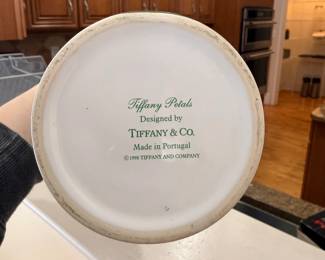 Tiffany Petals
Designed by
TIFFANY & CO.
Made in Portugal
© 1998 TIFFANY AND COMPANY